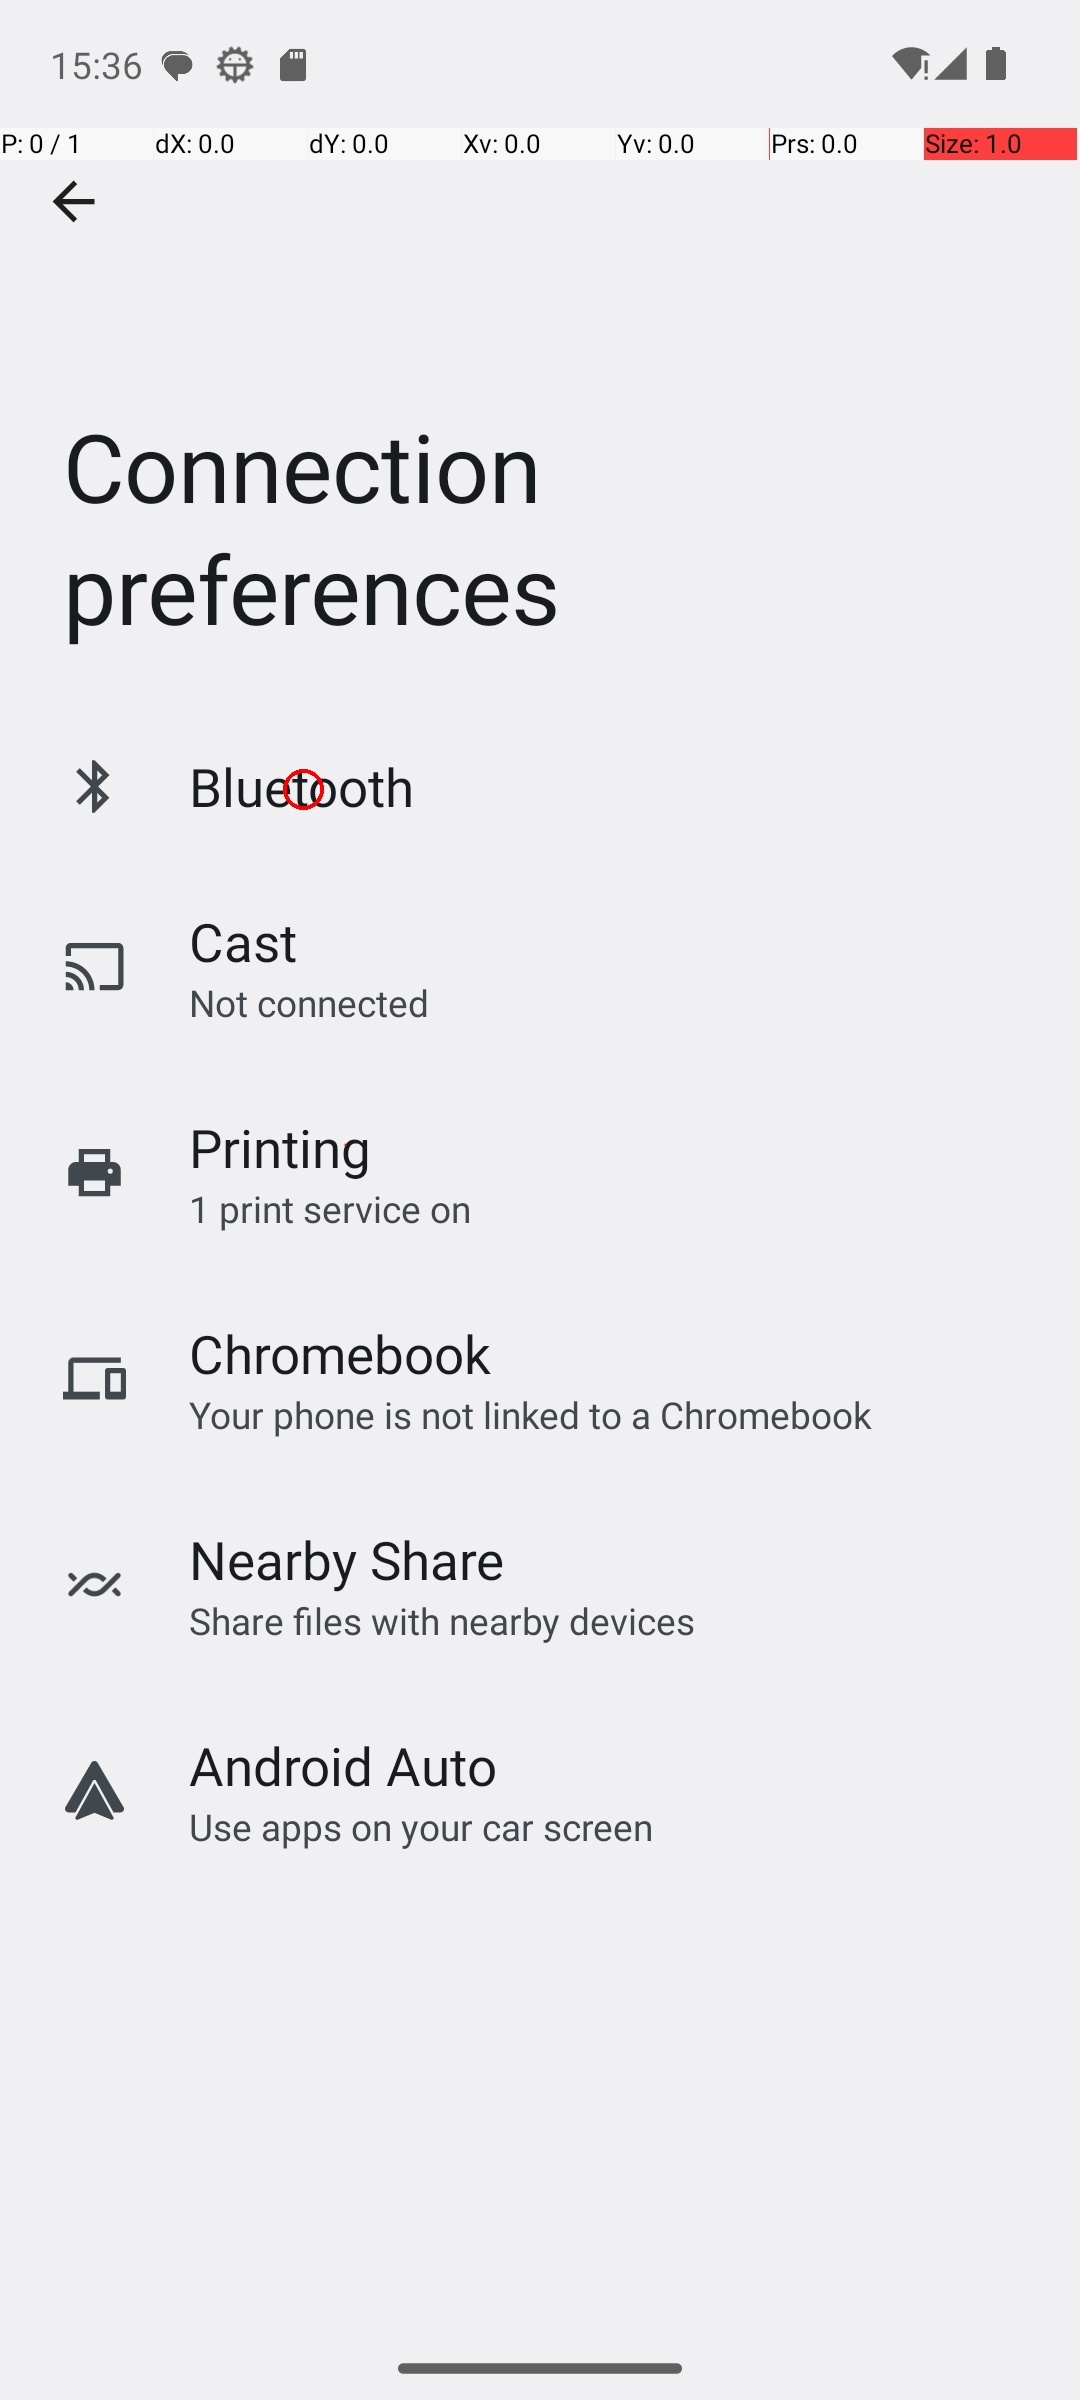 15:36
P: 0 / 1 dX: 0.0 dY: 0.0 Xv: 0.0 Yv: 0.0 Prs: 0.0 Size: 1.0
Connection
preferences
Bluetooth
Cast
Not connected
Printing
1 print service on
Chromebook
Your phone is not linked to a Chromebook
Nearby Share
Share files with nearby devices
Android Auto
Use apps on your car screen